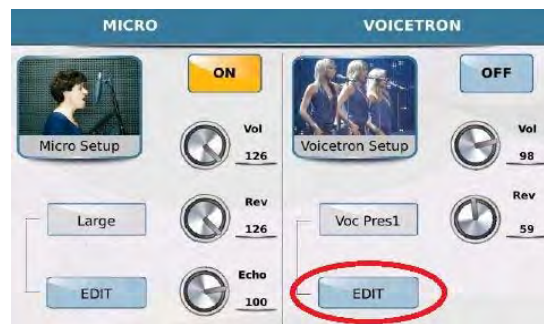 MICRO
VOICETRON
ON
OFF
Micro Setup
Vol
126
Voicetron Setup
Vol
98
Large
Rev
126
Voc Pres1
Rev
59
EDIT
Echo
100
EDIT